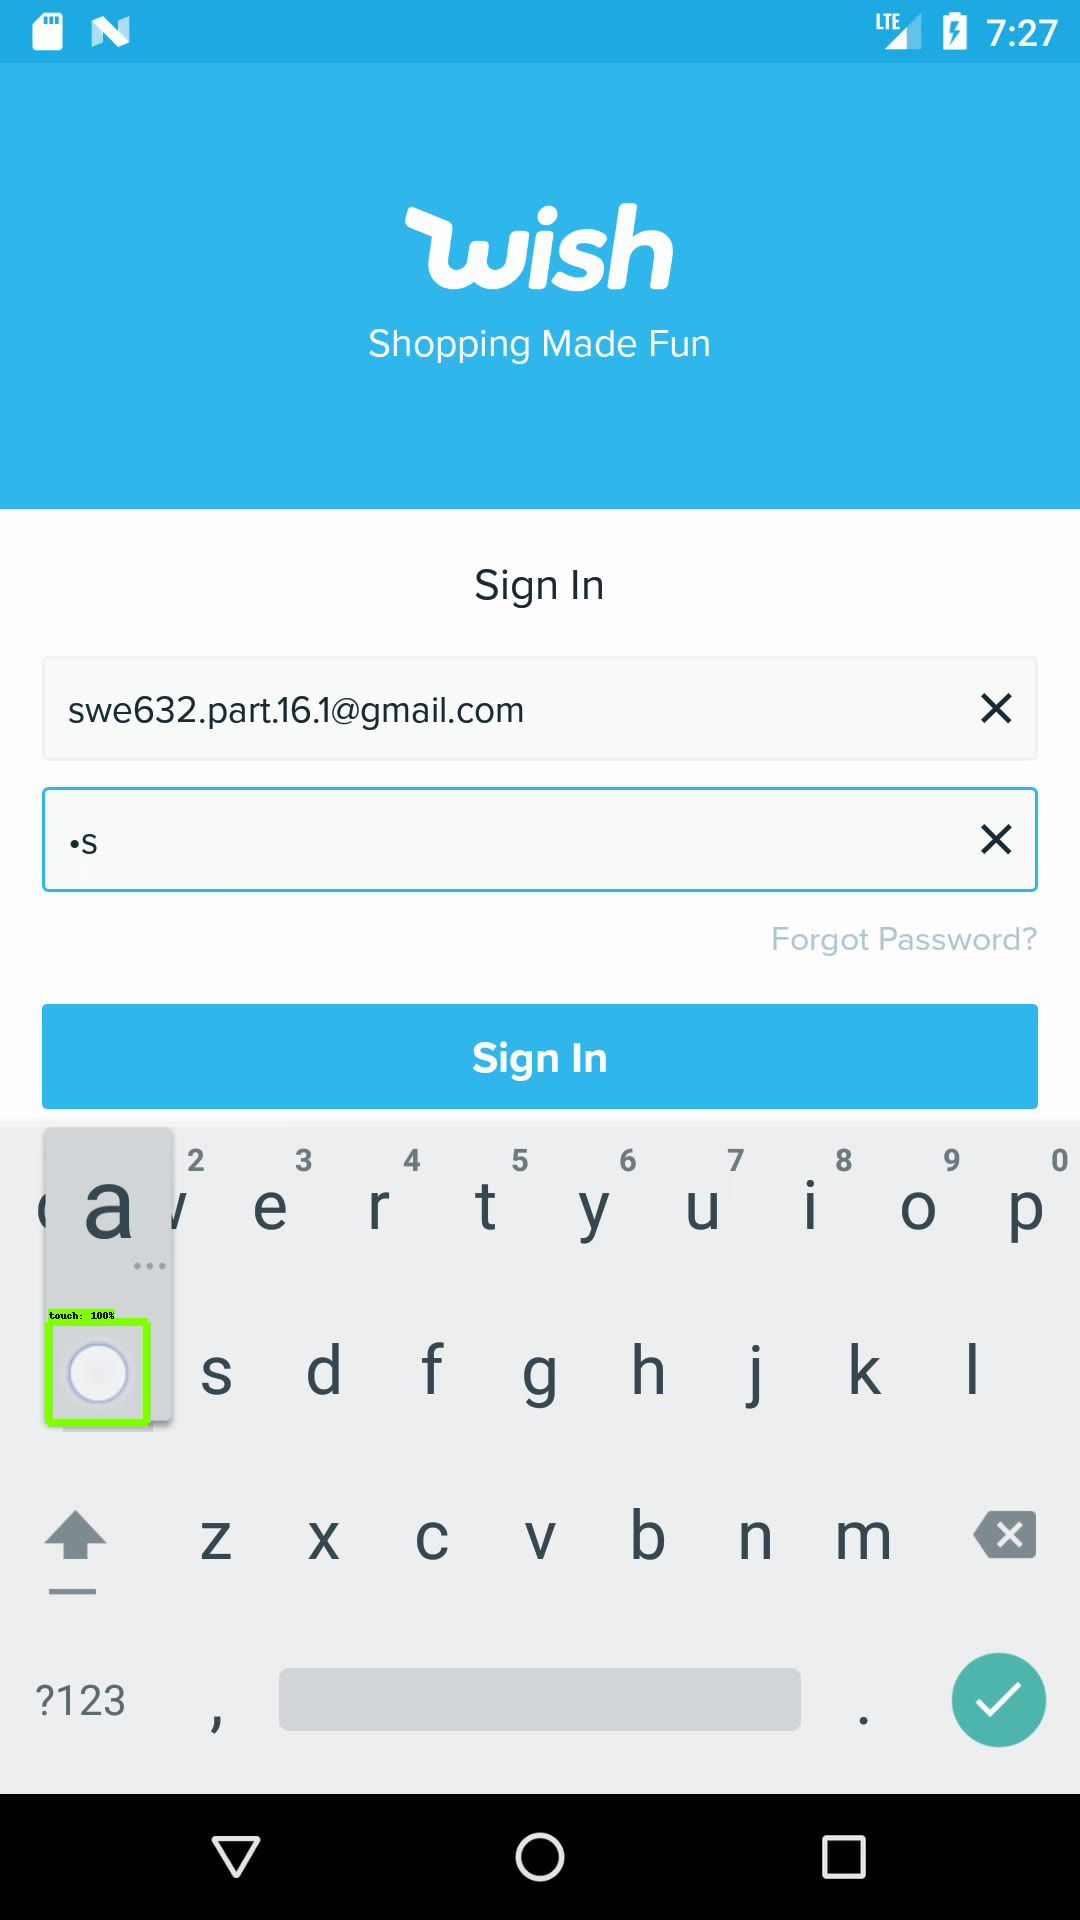 LTE 7:27
wish
Shopping Made Fun
Sign In
swe632.part.16.1@gmail.com
•s
Forgot Password?
Sign In
2 3 4 5 6 7 8 9 0
a e r t y u i o p
touch: 100%
s d f g h j k l
z x c v b n m
?123 , .